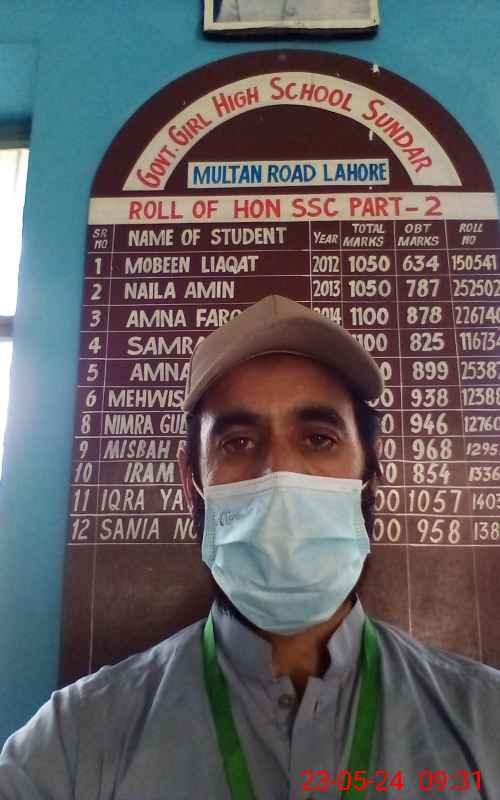 GOVT. GIRL HIGH SCHOOL SUNDAR
MULTAN ROAD LAHORE
ROLL OF HON SSC PART-2
SR NO NAME OF STUDENT YEAR TOTAL MARKS OBT MARKS ROLL NO
1 MOBEEN LIAQAT 2012 1050 634 150541
2 NAILA AMIN 2013 1050 787 252502
3 AMNA 2014 1100 878 226740
4 1100 825 116734
5 AMNA 899
6 938
8 NIMRA 946
9 MISBAH 968
10 IRAM 854
11 IQRA 1057
12 SANIA 958
23-05-24 09:31